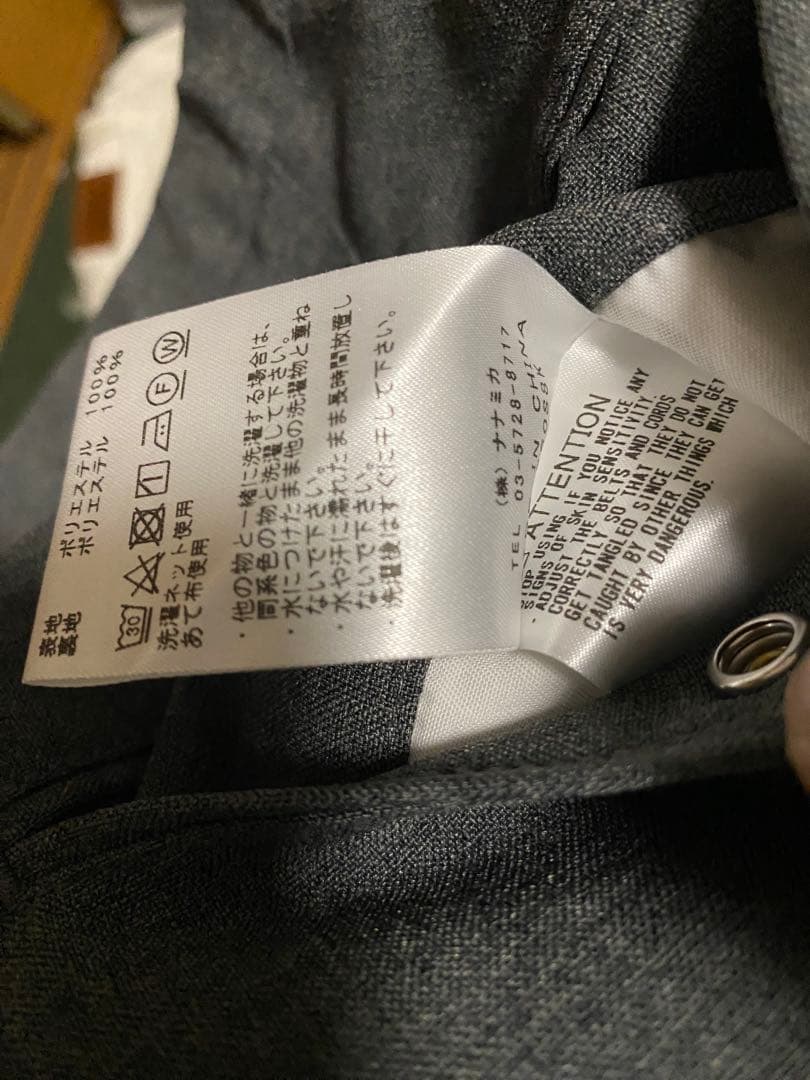 表地 ポリエステル 100%
裏地 ポリエステル 100%
30 F W
洗濯ネット使用
あて布使用
・他の物と一緒に洗濯する場合は、
同系色の物と洗濯して下さい。
・水につけたまま他の洗濯物と重ね
ないで下さい。
・水や汗に濡れたまま長時間放置し
ないで下さい。
・洗濯後はすぐに干して下さい。
(株) ナナミカ
TEL 03-5728-8717
IN CHINA
ATTENTION
STOP USING IF YOU NOTICE ANY
SIGNS OF SKIN SENSITIVITY.
ADJUST THE BELTS AND CORDS
CORRECTLY SO THAT THEY DO NOT
GET TANGLED SINCE THEY CAN GET
CAUGHT BY OTHER THINGS WHICH
IS VERY DANGEROUS.